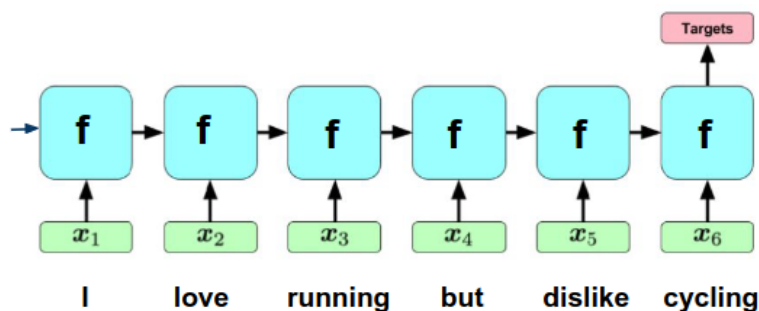 Targets
f f f f f f
x₁ x₂ x₃ x₄ x₅ x₆
I love running but dislike cycling